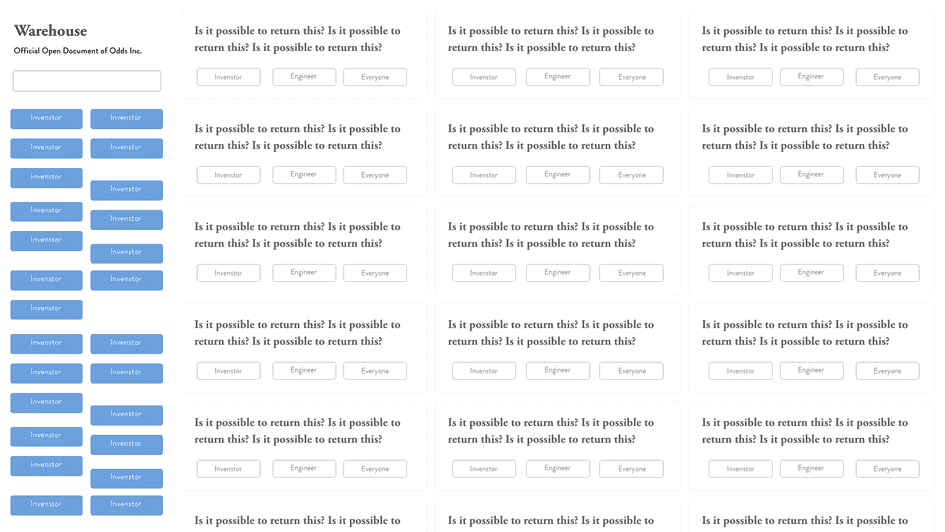 Warehouse
Official Open Document of Odds Inc.
Invenstor Invenstor
Invenstor Invenstor
Invenstor
Invenstor
Invenstor
Invenstor
Invenstor
Invenstor
Invenstor Invenstor
Invenstor
Invenstor Invenstor
Invenstor Invenstor
Invenstor
Invenstor
Invenstor
Invenstor
Invenstor
Invenstor
Invenstor Invenstor
Is it possible to return this? Is it possible to
return this? Is it possible to return this?
Invenstor Engineer Everyone
Is it possible to return this? Is it possible to
return this? Is it possible to return this?
Invenstor Engineer Everyone
Is it possible to return this? Is it possible to
return this? Is it possible to return this?
Invenstor Engineer Everyone
Is it possible to return this? Is it possible to
return this? Is it possible to return this?
Invenstor Engineer Everyone
Is it possible to return this? Is it possible to
return this? Is it possible to return this?
Invenstor Engineer Everyone
Is it possible to return this? Is it possible to
return this? Is it possible to return this?
Invenstor Engineer Everyone
Is it possible to return this? Is it possible to
return this? Is it possible to return this?
Invenstor Engineer Everyone
Is it possible to return this? Is it possible to
return this? Is it possible to return this?
Invenstor Engineer Everyone
Is it possible to return this? Is it possible to
return this? Is it possible to return this?
Invenstor Engineer Everyone
Is it possible to return this? Is it possible to
return this? Is it possible to return this?
Invenstor Engineer Everyone
Is it possible to return this? Is it possible to
return this? Is it possible to return this?
Invenstor Engineer Everyone
Is it possible to return this? Is it possible to
return this? Is it possible to return this?
Invenstor Engineer Everyone
Is it possible to return this? Is it possible to
return this? Is it possible to return this?
Invenstor Engineer Everyone
Is it possible to return this? Is it possible to
return this? Is it possible to return this?
Invenstor Engineer Everyone
Is it possible to return this? Is it possible to
return this? Is it possible to return this?
Invenstor Engineer Everyone
Is it possible to return this? Is it possible to
Is it possible to return this? Is it possible to
Is it possible to return this? Is it possible to